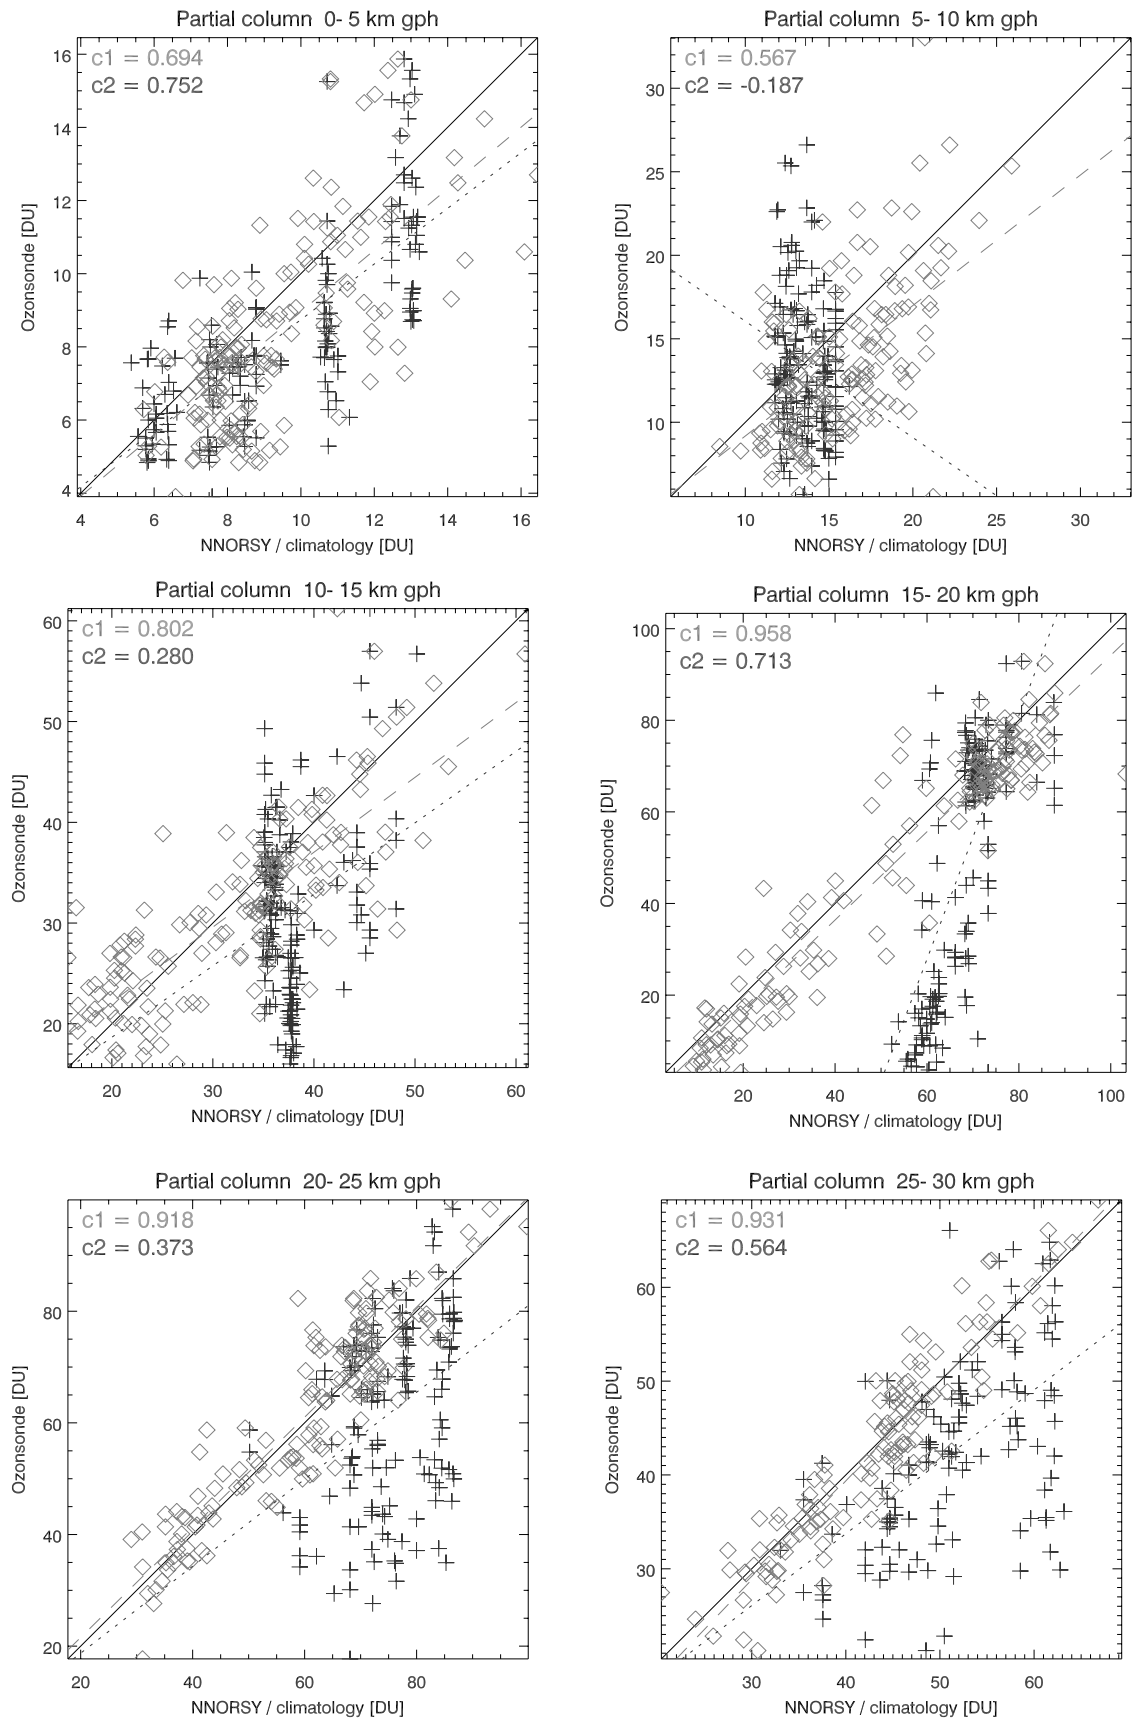 Partial column 0- 5 km gph
c1 = 0.694
c2 = 0.752
16
14
12
10
8
6
4
Ozonsonde [DU]
4 6 8 10 12 14 16
NNORSY / climatology [DU]
Partial column 5- 10 km gph
c1 = 0.567
c2 = -0.187
30
25
20
15
10
Ozonsonde [DU]
10 15 20 25 30
NNORSY / climatology [DU]
Partial column 10- 15 km gph
c1 = 0.802
c2 = 0.280
60
50
40
30
20
Ozonsonde [DU]
20 30 40 50 60
NNORSY / climatology [DU]
Partial column 15- 20 km gph
c1 = 0.958
c2 = 0.713
100
80
60
40
20
Ozonsonde [DU]
20 40 60 80 100
NNORSY / climatology [DU]
Partial column 20- 25 km gph
c1 = 0.918
c2 = 0.373
80
60
40
20
Ozonsonde [DU]
20 40 60 80
NNORSY / climatology [DU]
Partial column 25- 30 km gph
c1 = 0.931
c2 = 0.564
60
50
40
30
Ozonsonde [DU]
30 40 50 60
NNORSY / climatology [DU]